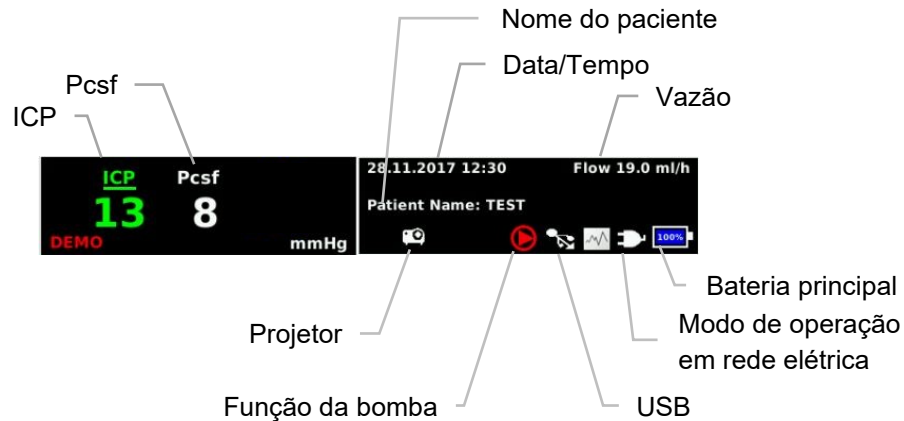 Nome do paciente
Data/Tempo
Pcsf
Vazão
ICP
28.11.2017 12:30 Flow 19.0 ml/h
ICP Pcsf
Patient Name: TEST
13 8
DEMO mmHg
100%
Bateria principal
Projetor
Modo de operação
em rede elétrica
Função da bomba
USB